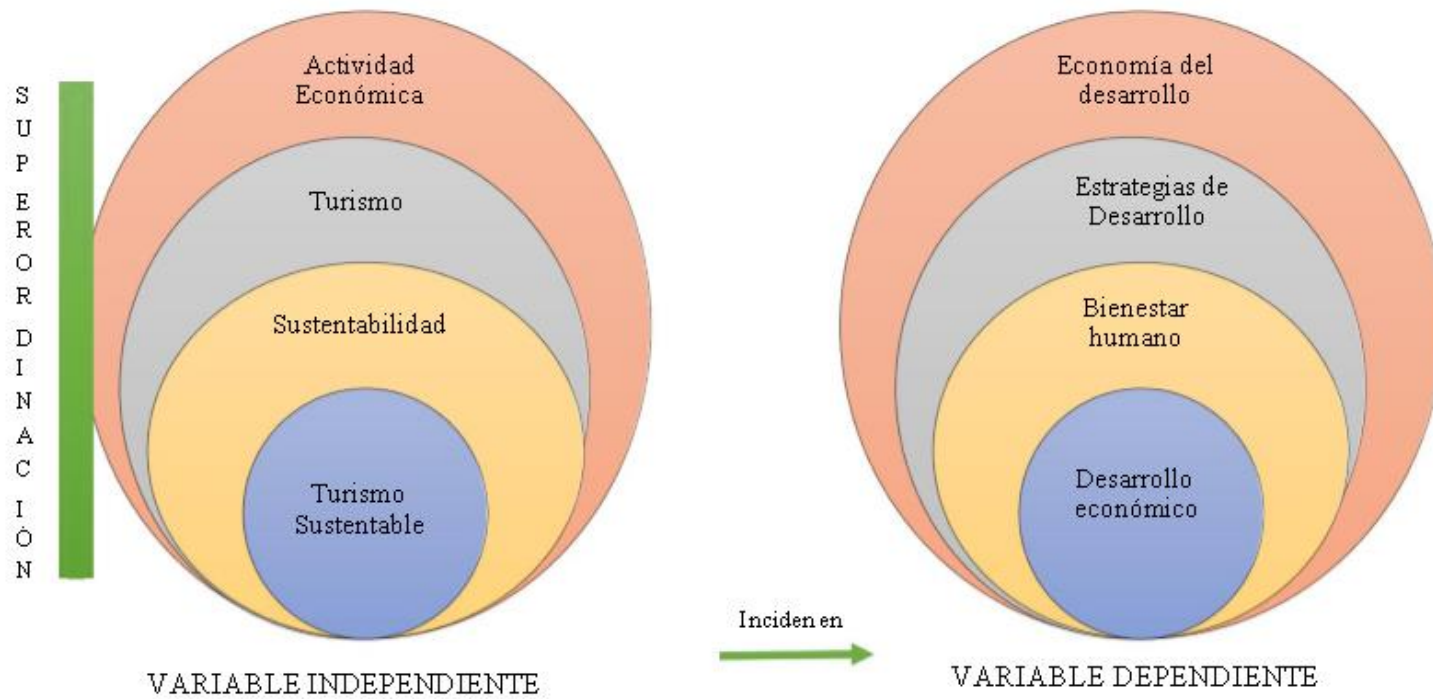 SUPERORDINACIÓN
Actividad
Económica
Turismo
Sustentabilidad
Turismo
Sustentable
VARIABLE INDEPENDIENTE
Inciden en
Economía del
desarrollo
Estrategias de
Desarrollo
Bienestar
humano
Desarrollo
económico
VARIABLE DEPENDIENTE